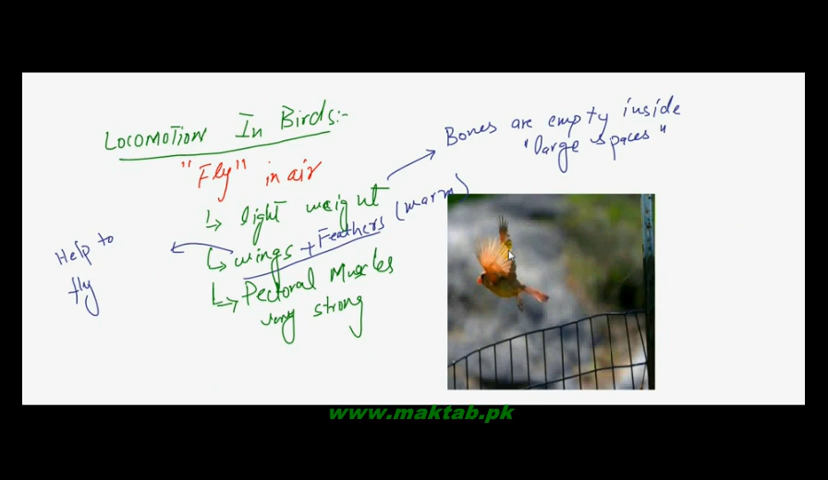 Locomotion In Birds:-
"Fly" in air
↳ light weight
Bones are empty inside
"large spaces"
↳ wings + Feathers (warm)
Help to
fly
↳ Pectoral Muscles
very strong
www.maktab.pk